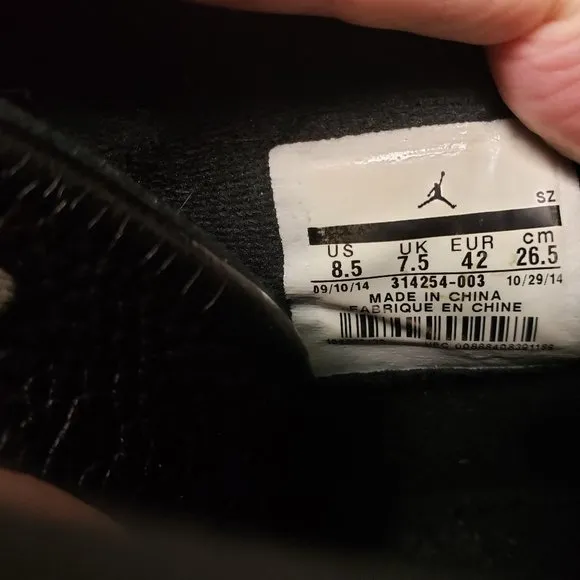 SZ
US UK EUR cm
8.5 7.5 42 26.5
09/10/14 314254-003 10/29/14
MADE IN CHINA
FABRIQUE EN CHINE